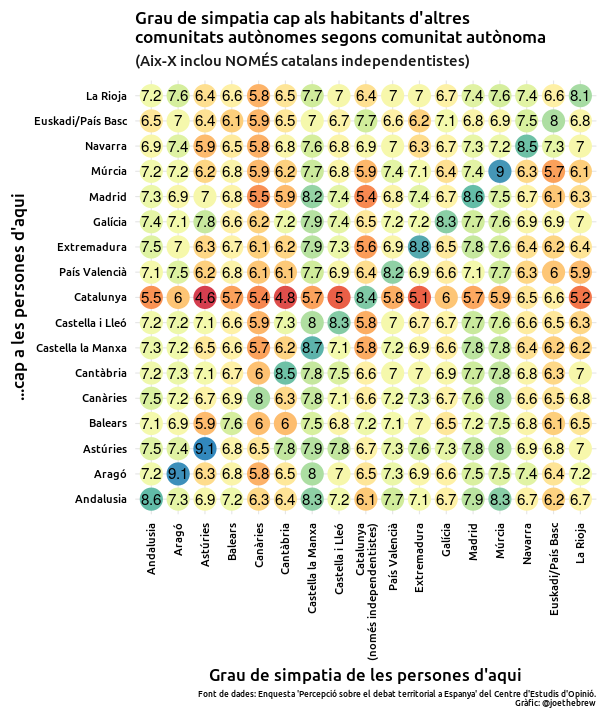 Grau de simpatia cap als habitants d'altres
comunitats autònomes segons comunitat autònoma
(Aix-X inclou NOMÉS catalans independentistes)
...cap a les persones d'aqui
La Rioja 7.2 7.6 6.4 6.6 5.8 6.5 7.7 7 6.4 7 7 6.7 7.4 7.6 7.4 6.6 8.1
Euskadi/País Basc 6.5 7 6.4 6.1 5.9 6.5 7 6.7 7.7 6.6 6.2 7.1 6.8 6.9 7.5 8 6.8
Navarra 6.9 7.4 5.9 6.5 5.8 6.8 7.6 6.8 6.9 7 6.3 6.7 7.3 7.2 8.5 7.3 7
Múrcia 7.2 7.2 6.2 6.8 5.9 6.2 7.7 6.8 5.9 7.4 7.1 6.4 7.4 9 6.3 5.7 6.1
Madrid 7.3 6.9 7 6.8 5.5 5.9 8.2 7.4 5.4 6.8 7.4 6.7 8.6 7.5 6.7 6.1 6.3
Galícia 7.4 7.1 7.8 6.6 6.2 7.2 7.9 7.4 6.5 7.2 7.2 8.3 7.7 7.6 6.9 6.9 7
Extremadura 7.5 7 6.3 6.7 6.1 6.2 7.9 7.3 5.6 6.9 8.8 6.5 7.8 7.6 6.4 6.2 6.4
País Valencià 7.1 7.5 6.2 6.8 6.1 6.1 7.7 6.9 6.4 8.2 6.9 6.6 7.1 7.7 6.3 6 5.9
Catalunya 5.5 6 4.6 5.7 5.4 4.8 5.7 5 8.4 5.8 5.1 6 5.7 5.9 6.5 6.6 5.2
Castella i Lleó 7.2 7.2 7.1 6.6 5.9 7.3 8 8.3 5.8 7 6.7 6.7 7.7 7.6 6.6 6.5 6.3
Castella la Manxa 7.3 7.2 6.5 6.6 5.7 6.2 8.7 7.1 5.8 7.2 6.9 6.6 7.8 7.8 6.4 6.2 6.2
Cantàbria 7.2 7.3 7.1 6.7 6 8.5 7.8 7.5 6.6 7 7 6.9 7.7 7.8 6.8 6.3 7
Canàries 7.5 7.2 6.7 6.9 8 6.3 7.8 7.1 6.6 7.2 7.3 6.7 7.6 8 6.6 6.5 6.8
Balears 7.1 6.9 5.9 7.6 6 6 7.5 6.8 7.2 7.1 7 6.5 7.2 7.5 6.8 6.1 6.5
Astúries 7.5 7.4 9.1 6.8 6.5 7.8 7.9 7.8 6.7 7.3 7.6 7.3 7.8 8 6.9 6.8 7
Aragó 7.2 9.1 6.3 6.8 5.8 6.5 8 7 6.5 7.3 6.9 6.6 7.5 7.5 7.4 6.4 7.2
Andalusia 8.6 7.3 6.9 7.2 6.3 6.4 8.3 7.2 6.1 7.7 7.1 6.7 7.9 8.3 6.7 6.2 6.7
Andalusia
Aragó
Astúries
Balears
Canàries
Cantàbria
Castella la Manxa
Castella i Lleó
Catalunya
(només independentistes)
País Valencià
Extremadura
Galícia
Madrid
Múrcia
Navarra
Euskadi/País Basc
La Rioja
Grau de simpatia de les persones d'aqui
Font de dades: Enquesta 'Percepció sobre el debat territorial a Espanya' del Centre d'Estudis d'Opinió.
Gràfic: @joethebrew